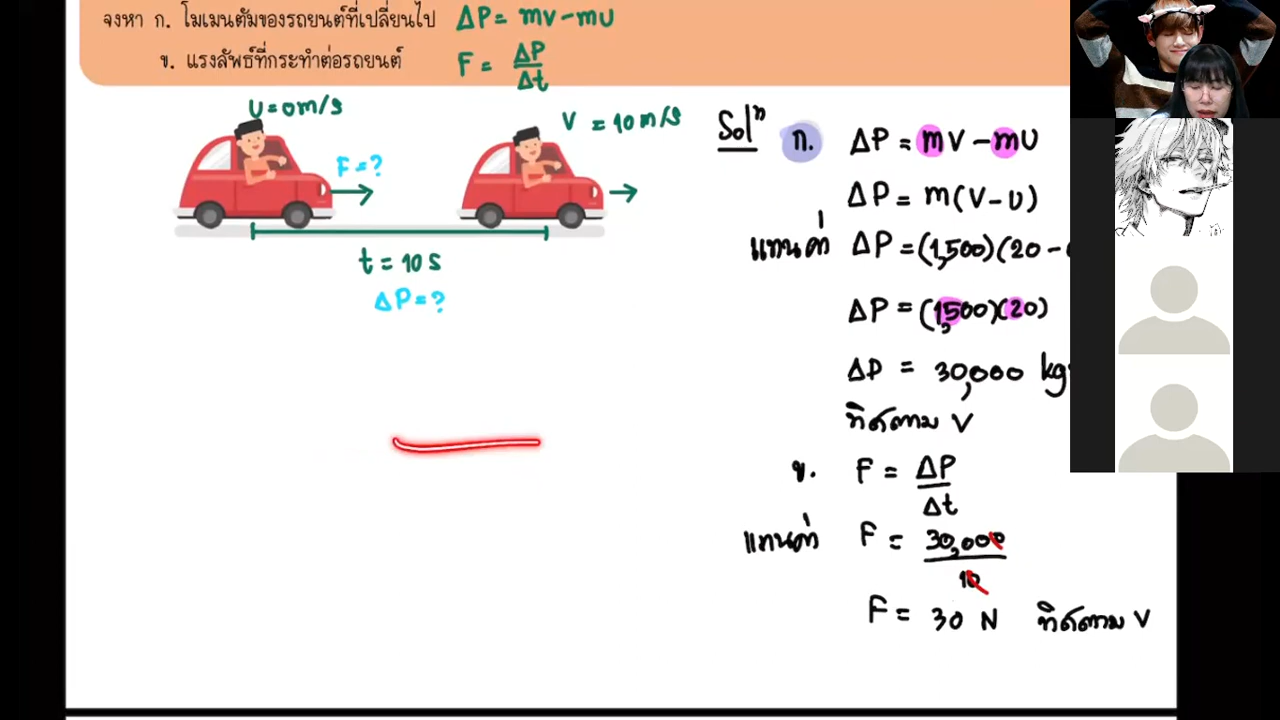 จงหา ก. โมเมนตัมของรถยนต์ที่เปลี่ยนไป ΔP = mV - mU
ข. แรงลัพธ์ที่กระทำต่อรถยนต์ F = ΔP/Δt
U = 0 m/s
V = 10 m/s
F = ?
t = 10 s
ΔP = ?
Solⁿ ก. ΔP = mV - mU
ΔP = m(V - U)
แทนค่า ΔP = (1,500)(20 -
ΔP = (1,500)(20)
ΔP = 30,000 kg
ทิศตาม V
ข. F = ΔP/Δt
แทนค่า F = 30,000/10
F = 30 N ทิศตาม V